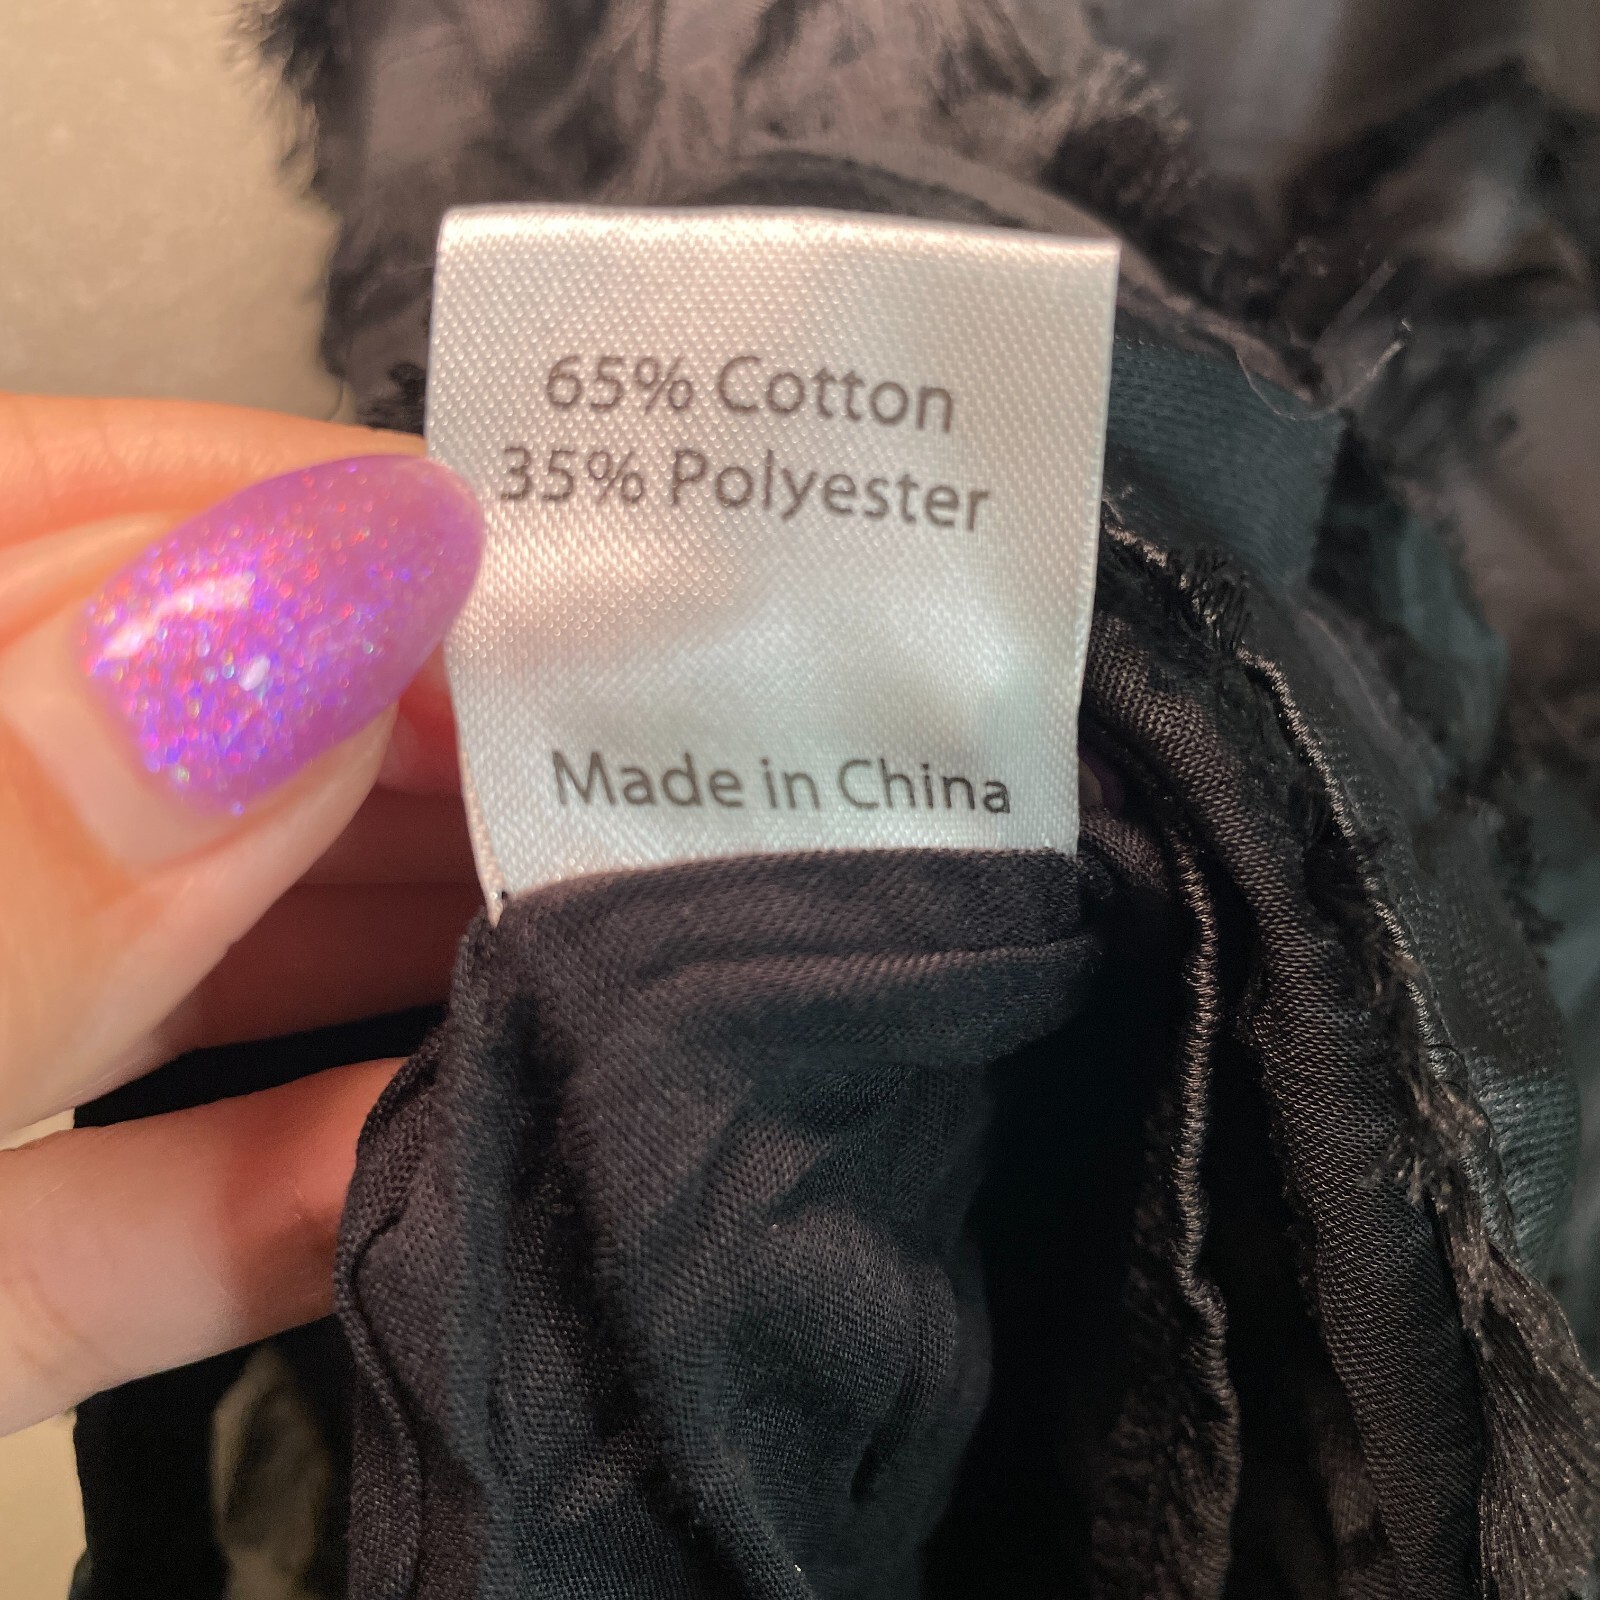 65% Cotton
35% Polyester
Made in China